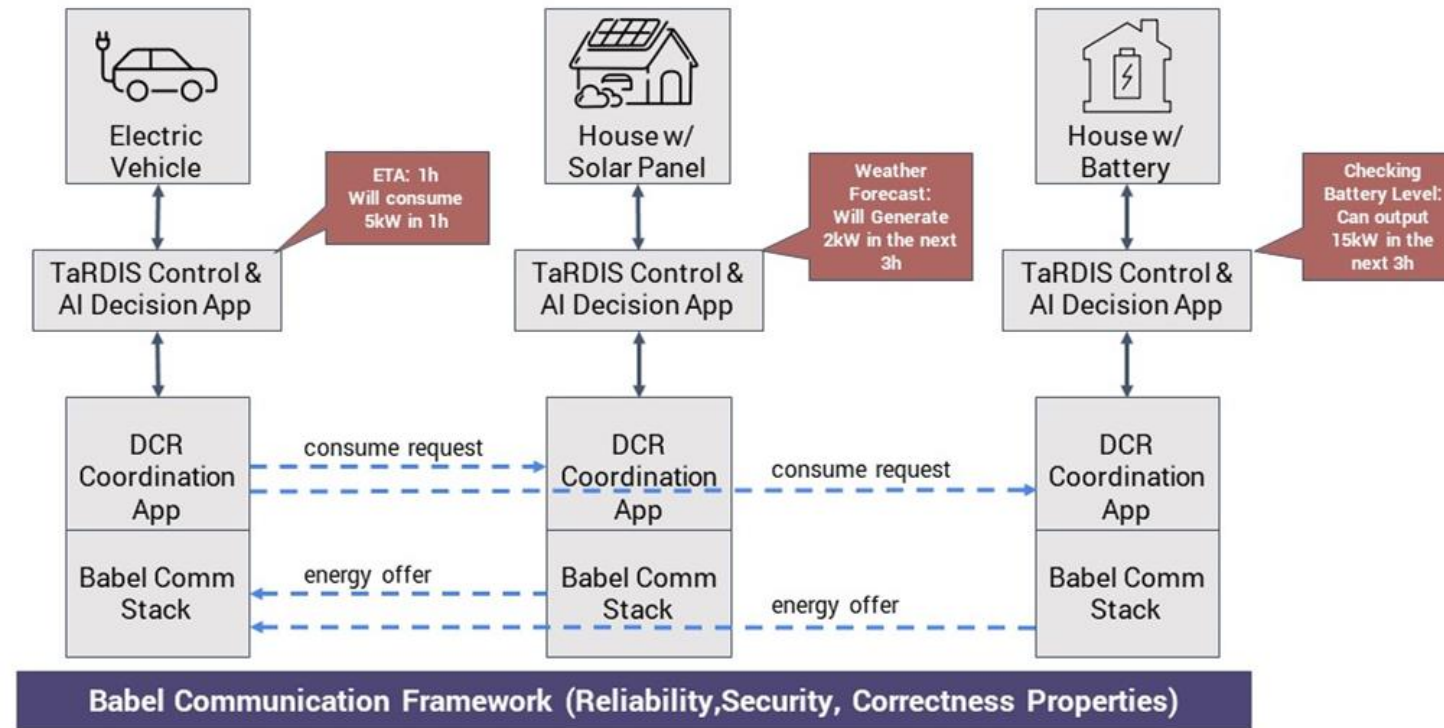 Electric
Vehicle
House w/
Solar Panel
House w/
Battery
ETA: 1h
Will consume
5kW in 1h
Weather
Forecast:
Will Generate
2kW in the next
3h
Checking
Battery Level:
Can output
15kW in the
next 3h
TaRDIS Control &
AI Decision App
TaRDIS Control &
AI Decision App
TaRDIS Control &
AI Decision App
DCR
Coordination
App
consume request
DCR
Coordination
App
consume request
DCR
Coordination
App
Babel Comm
Stack
energy offer
Babel Comm
Stack
energy offer
Babel Comm
Stack
Babel Communication Framework (Reliability,Security, Correctness Properties)